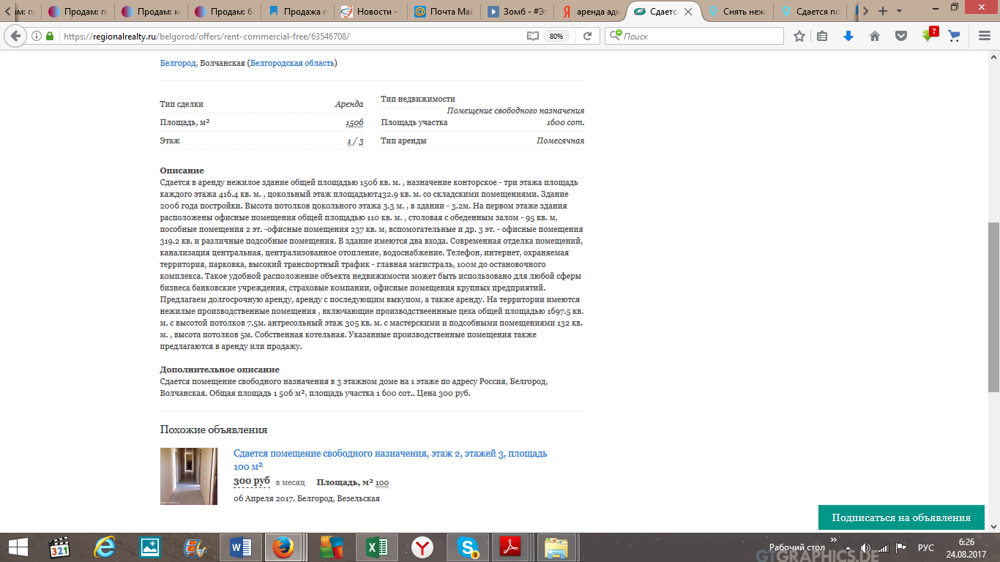 ам: пр
Продам: пр
Продам: ко
Продам: б
Продажа п
Новости - 
Почта Mail
Зомб - #Эт
аренда адм
Сдаетс
Снять неж
Сдается по
https://regionalrealty.ru/belgorod/offers/rent-commercial-free/63546708/
80%
Поиск
Белгород, Волчанская (Белгородская область)
Тип сделки Аренда
Тип недвижимости
Помещение свободного назначения
Площадь, м² 1506
Площадь участка 1600 сот.
Этаж 1 / 3
Тип аренды Помесячная
Описание
Сдается в аренду нежилое здание общей площадью 1506 кв. м. , назначение конторское - три этажа площадь
каждого этажа 416.4 кв. м. , цокольный этаж площадьют432.9 кв. м. со складскими помещениями. Здание
2006 года постройки. Высота потолков цокольного этажа 3.3 м. , в здании - 3.2м. На первом этаже здания
расположены офисные помещения общей площадью 110 кв. м. , столовая с обеденным залом - 95 кв. м,
пособные помещения 2 эт. -офисные помещения 237 кв. м, вспомогательные и др. 3 эт. - офисные помещения
319.2 кв. и различные подсобные помещения. В здание имеются два входа. Современная отделка помещений,
канализация центральная, централизованное отопление, водоснабжение. Телефон, интернет, охраняемая
территория, парковка, высокий транспортный трафик - главная магистраль, 100м до остановочного
комплекса. Такое удобной расположение объекта недвижимости может быть использовано для любой сферы
бизнеса банковские учреждения, страховые компании, офисные помещения крупных предприятий.
Предлагаем долгосрочную аренду, аренду с последующим выкупом, а также аренду. На территории имеются
нежилые производственные помещения , включающие производствееннные цеха общей площадью 1697.5 кв.
м. с высотой потолков 7.5м. антресольный этаж 305 кв. м. с мастерскими и подсобными помещениями 132 кв.
м. , высота потолков 5м. Собственная котельная. Указанные производственные помещения также
предлагаются в аренду или продажу.
Дополнительное описание
Сдается помещение свободного назначения в 3 этажном доме на 1 этаже по адресу Россия, Белгород,
Волчанская. Общая площадь 1 506 м², площадь участка 1 600 сот.. Цена 300 руб.
Похожие объявления
Сдается помещение свободного назначения, этаж 2, этажей 3, площадь
100 м²
300 руб в месяц Площадь, м² 100
06 Апреля 2017. Белгород, Везельская
Подписаться на объявления
321
Рабочий стол
РУС
6:26
24.08.2017
GTGRAPHICS.DE